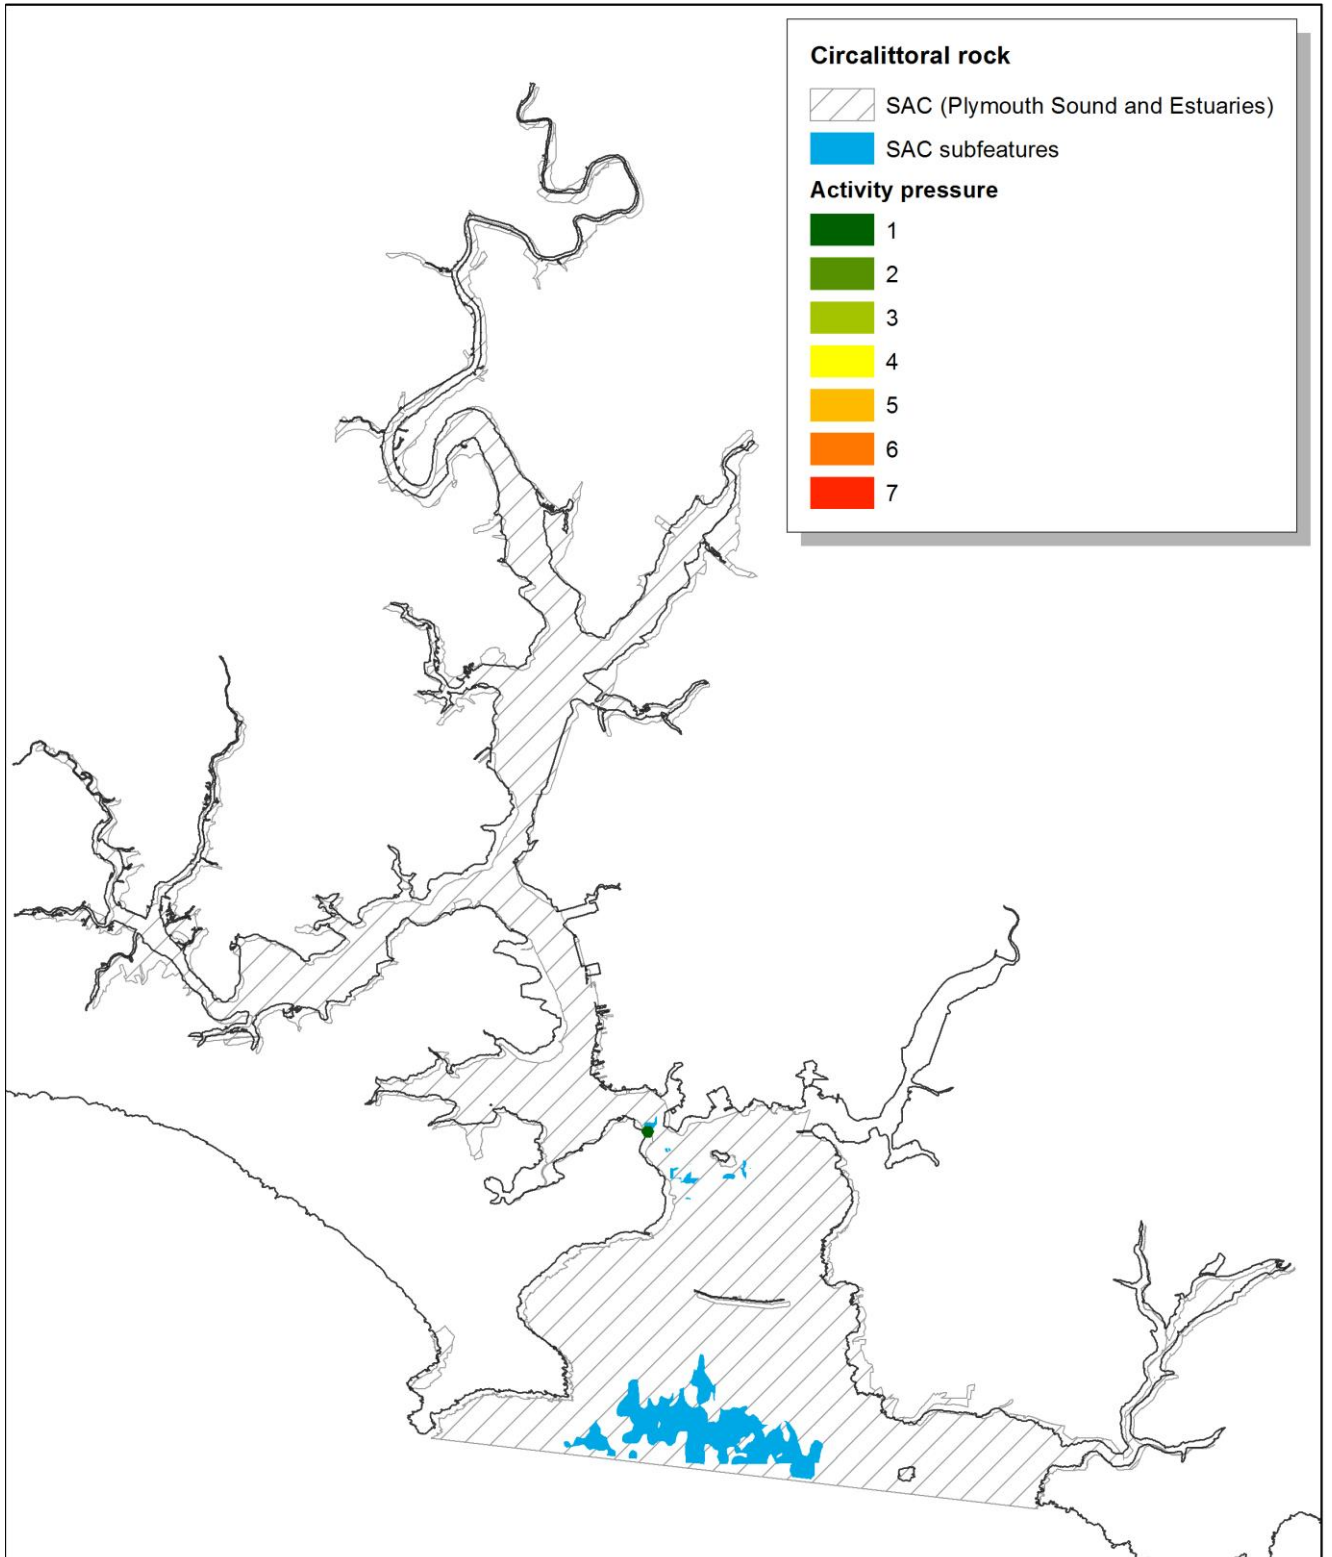 Circalittoral rock
SAC (Plymouth Sound and Estuaries)
SAC subfeatures
Activity pressure
1
2
3
4
5
6
7